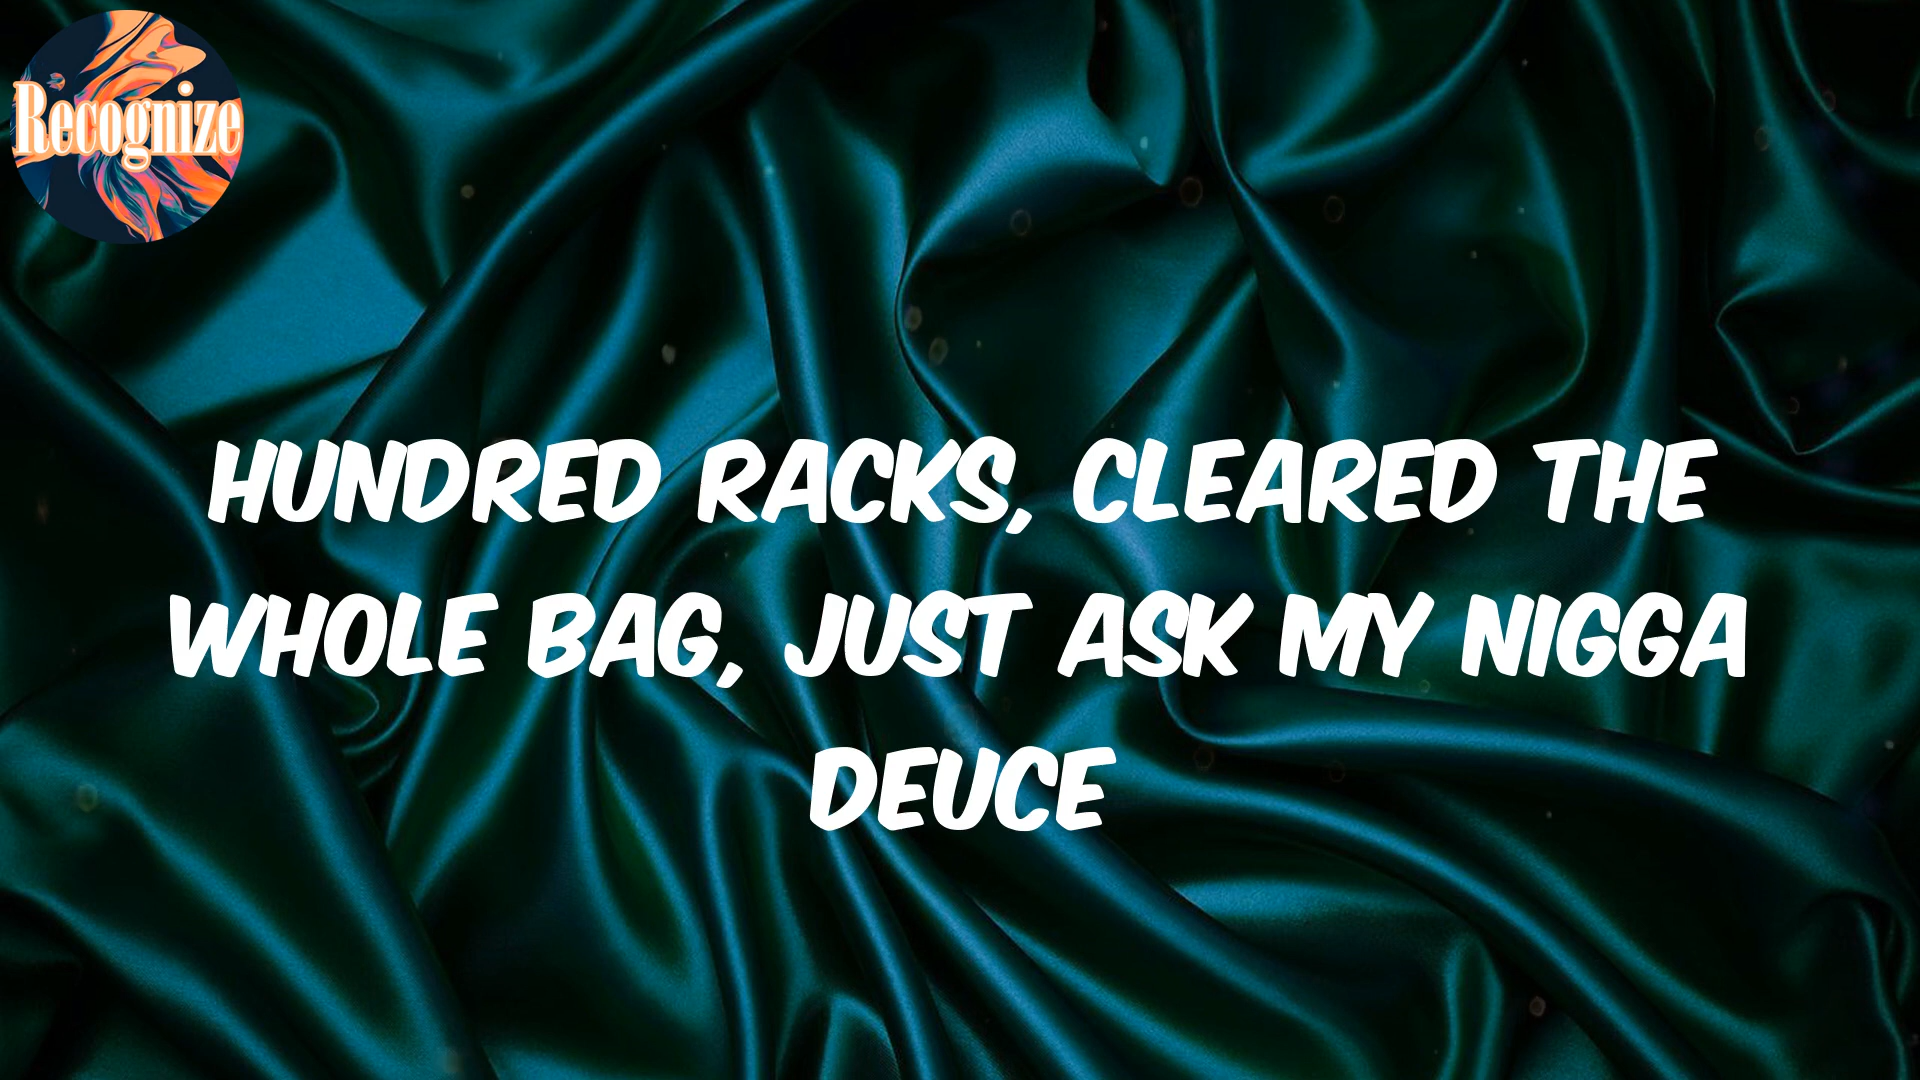 Recognize
HUNDRED RACKS, CLEARED THE
WHOLE BAG, JUST ASK MY NIGGA
DEUCE